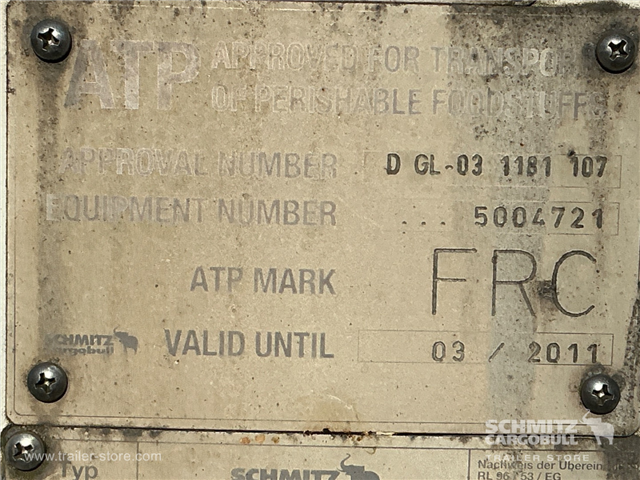 ATP APPROVED FOR TRANSPORT
OF PERISHABLE FOODSTUFFS
APPROVAL NUMBER D GL-03 1181 107
EQUIPMENT NUMBER ... 5004721
ATP MARK FRC
SCHMITZ
Cargobull
VALID UNTIL 03 / 2011
SCHMITZ
CARGOBULL
TRAILER STORE
www.trailer-store.com
Typ
SCHMITZ
Nachweis der Überein
RL 96/53/EG